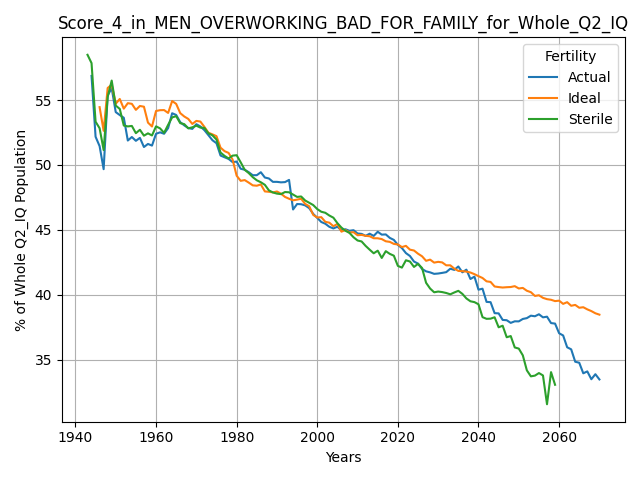 Score_4_in_MEN_OVERWORKING_BAD_FOR_FAMILY_for_Whole_Q2_IQ
Fertility
Actual
Ideal
Sterile
% of Whole Q2_IQ Population
55
50
45
40
35
1940
1960
1980
2000
2020
2040
2060
Years